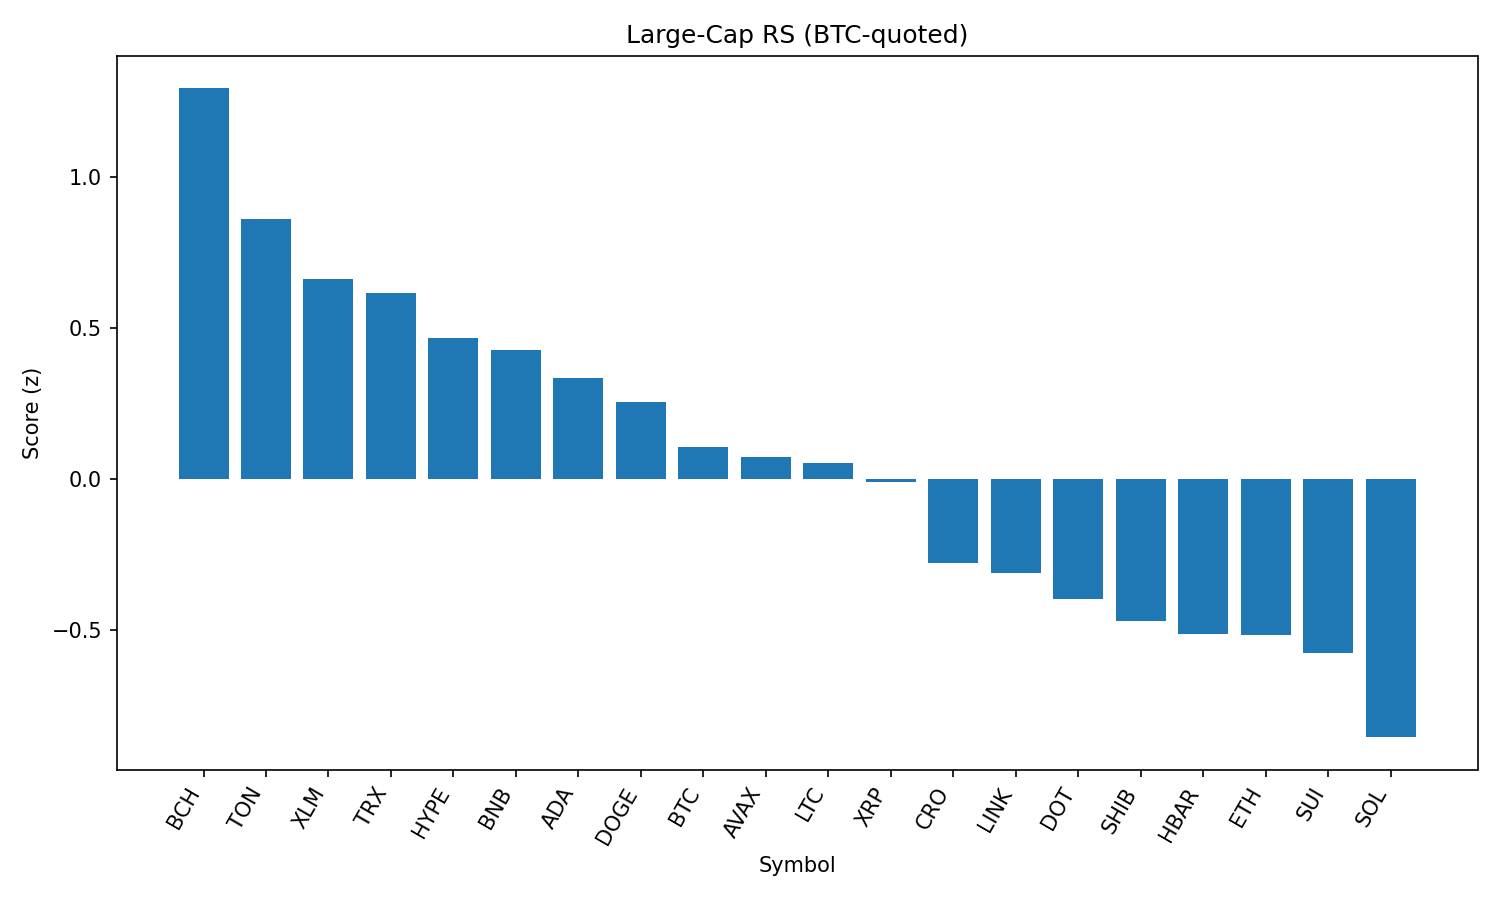 Large-Cap RS (BTC-quoted)
Score (z)
1.0
0.5
0.0
−0.5
BCH
TON
XLM
TRX
HYPE
BNB
ADA
DOGE
BTC
AVAX
LTC
XRP
CRO
LINK
DOT
SHIB
HBAR
ETH
SUI
SOL
Symbol